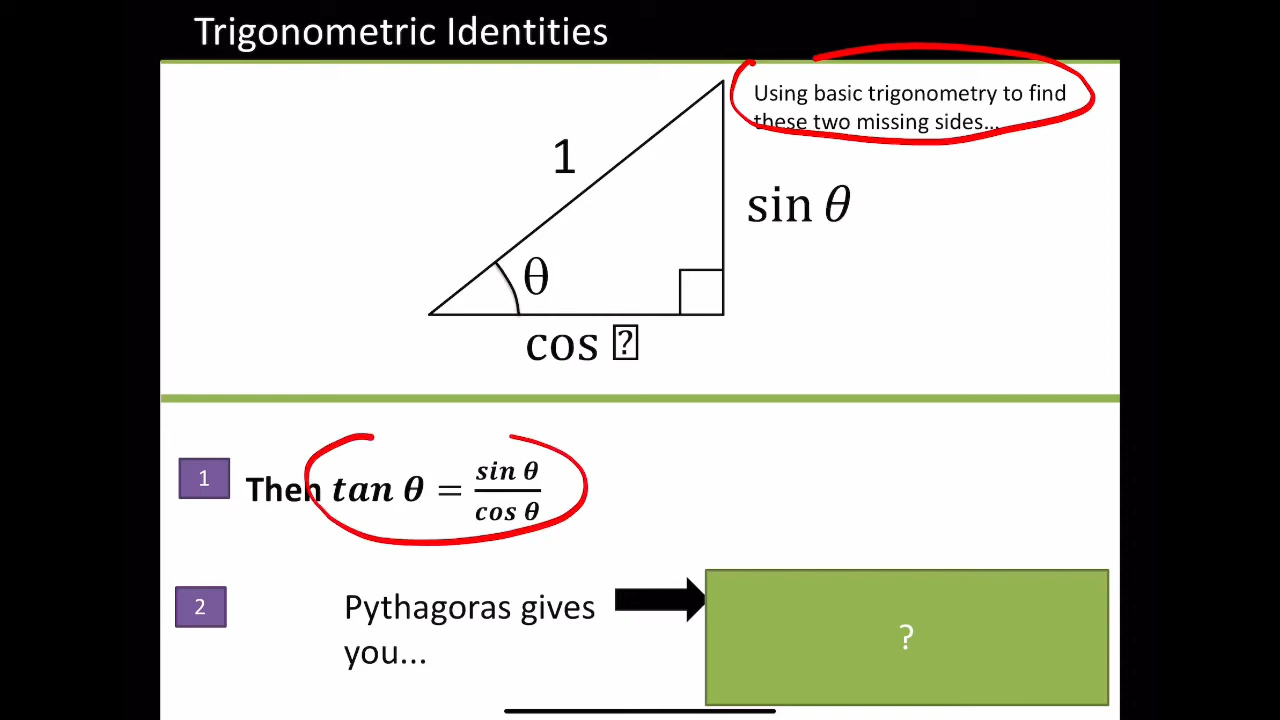 Trigonometric Identities
Using basic trigonometry to find
these two missing sides...
1
sin θ
θ
cos ⍰
1
Then tan θ = sin θ / cos θ
2
Pythagoras gives
you...
?